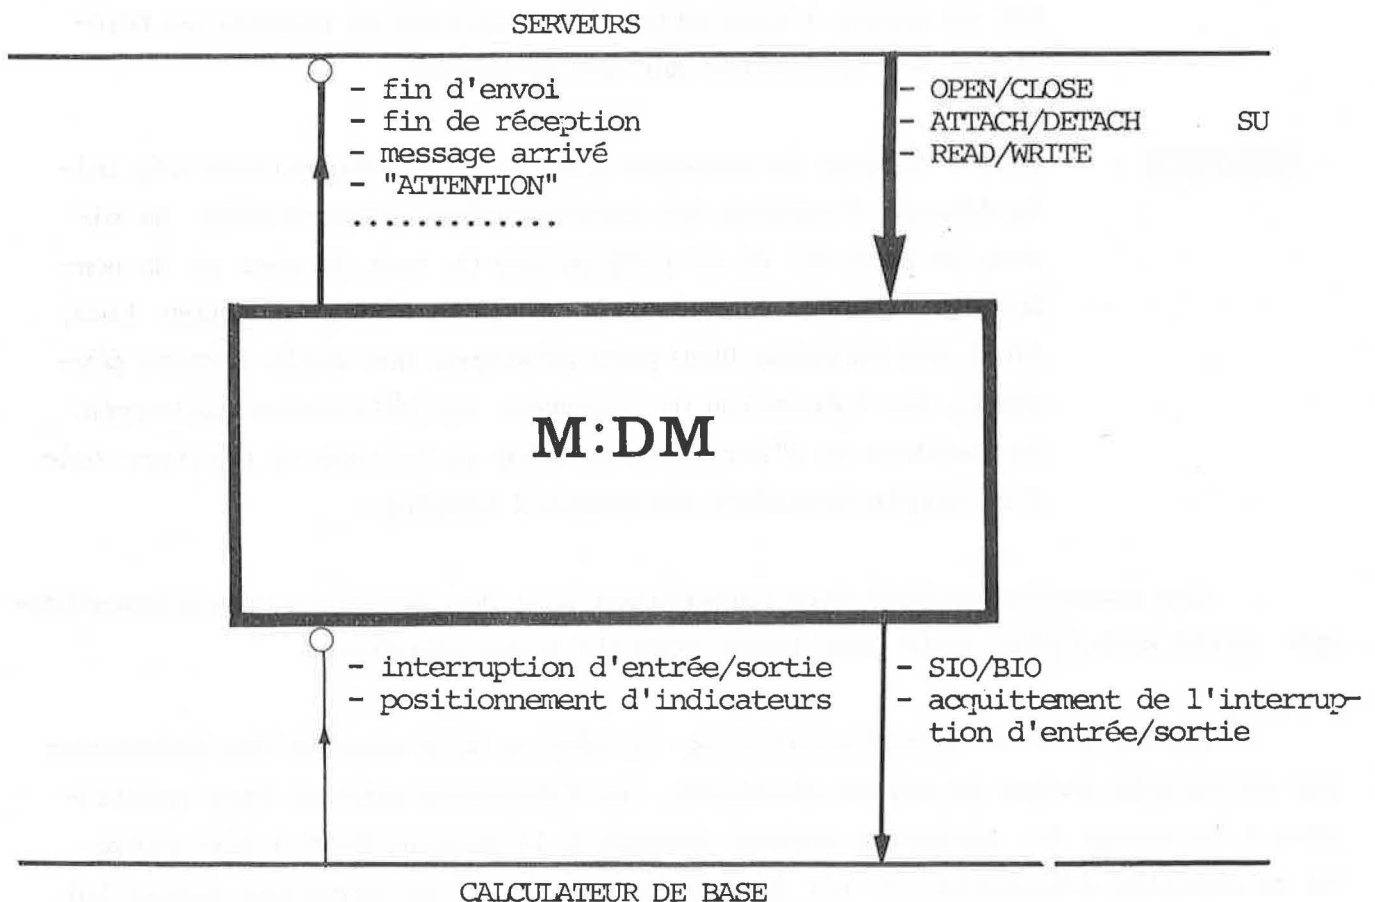 SERVEURS
- fin d'envoi
- fin de réception
- message arrivé
- "ATTENTION"
.............
- OPEN/CLOSE
- ATTACH/DETACH SU
- READ/WRITE
M:DM
- interruption d'entrée/sortie
- positionnement d'indicateurs
- SIO/BIO
- acquittement de l'interrup-
tion d'entrée/sortie
CALCULATEUR DE BASE